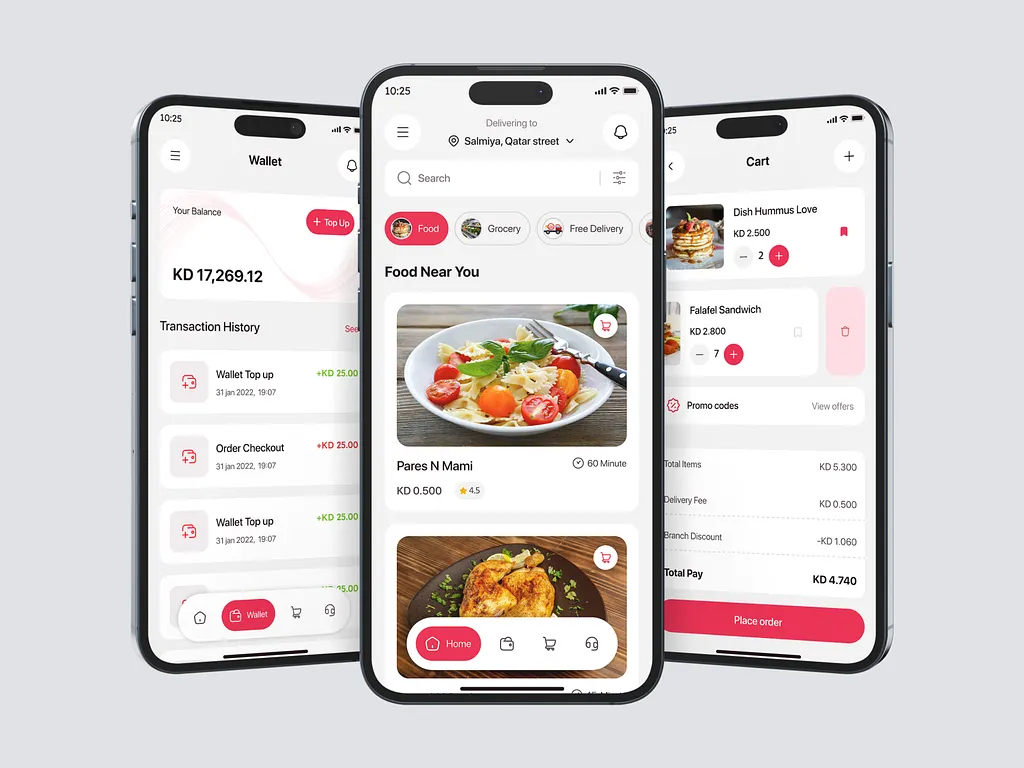 10:25
Wallet
Your Balance
+ Top Up
KD 17,269.12
Transaction History
See
Wallet Top up
+KD 25.00
31 jan 2022, 19:07
Order Checkout
+KD 25.00
31 jan 2022, 19:07
Wallet Top up
+KD 25.00
31 jan 2022, 19:07
25.00
Wallet
10:25
Delivering to
Salmiya, Qatar street
Search
Food
Grocery
Free Delivery
Food Near You
Pares N Mami
60 Minute
KD 0.500
4.5
Home
:25
Cart
Dish Hummus Love
KD 2.500
2
Falafel Sandwich
KD 2.800
7
Promo codes
View offers
Total Items
KD 5.300
Delivery Fee
KD 0.500
Branch Discount
-KD 1.060
Total Pay
KD 4.740
Place order